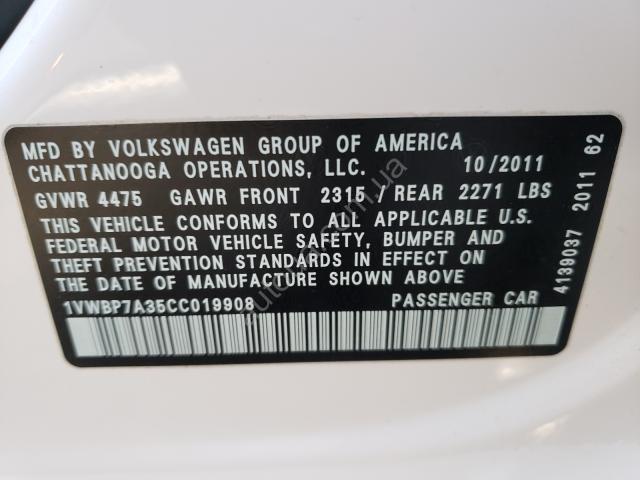 MFD BY VOLKSWAGEN GROUP OF AMERICA
CHATTANOOGA OPERATIONS, LLC. 10/2011
GVWR 4475 GAWR FRONT 2315/REAR 2271 LBS
THIS VEHICLE CONFORMS TO ALL APPLICABLE U.S.
FEDERAL MOTOR VEHICLE SAFETY, BUMPER AND
THEFT PREVENTION STANDARDS IN EFFECT ON
THE DATE OF MANUFACTURE SHOWN ABOVE
1VWBP7A35CC019908 PASSENGER CAR
4139037 2011 62